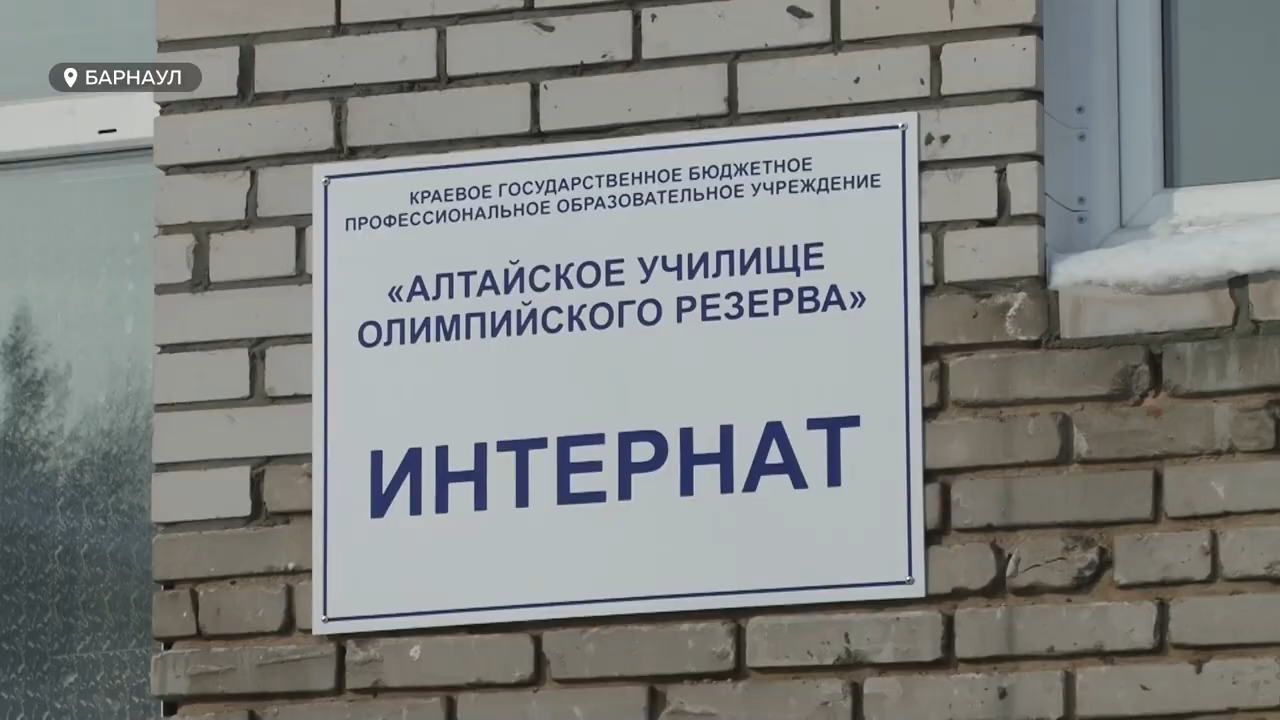 БАРНАУЛ
КРАЕВОЕ ГОСУДАРСТВЕННОЕ БЮДЖЕТНОЕ
ПРОФЕССИОНАЛЬНОЕ ОБРАЗОВАТЕЛЬНОЕ УЧРЕЖДЕНИЕ
«АЛТАЙСКОЕ УЧИЛИЩЕ
ОЛИМПИЙСКОГО РЕЗЕРВА»
ИНТЕРНАТ